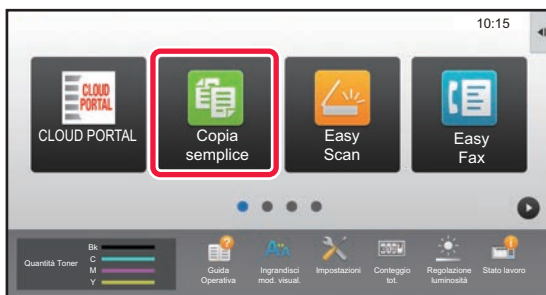 10:15
CLOUD
PORTAL
CLOUD PORTAL
Copia
semplice
Easy
Scan
Easy
Fax
Quantità Toner
Bk
C
M
Y
Guida
Operativa
Ingrandisci
mod. visual.
Impostazioni
Conteggio
tot.
Regolazione
luminosità
Stato lavoro